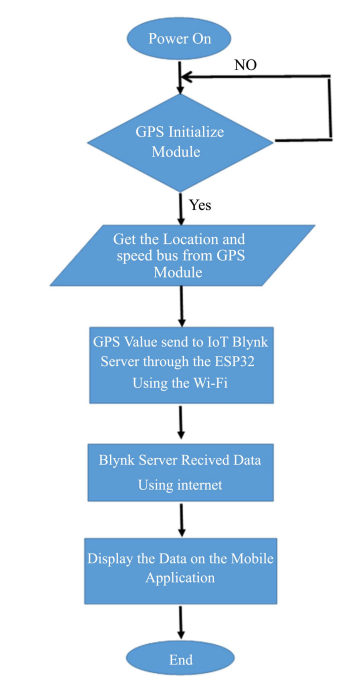 Power On
NO
GPS Initialize
Module
Yes
Get the Location and
speed bus from GPS
Module
GPS Value send to IoT Blynk
Server through the ESP32
Using the Wi-Fi
Blynk Server Recived Data
Using internet
Display the Data on the Mobile
Application
End